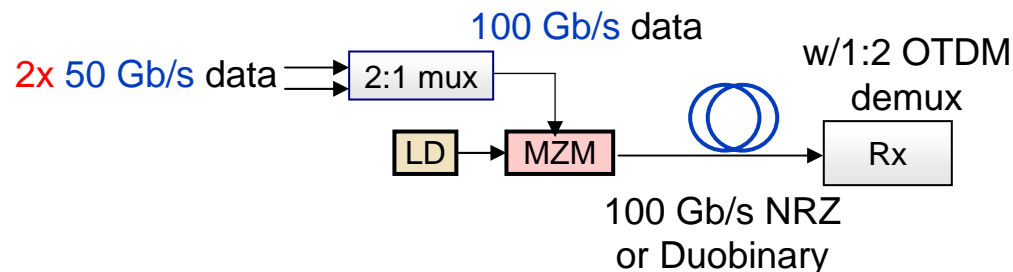 100 Gb/s data
2x 50 Gb/s data
2:1 mux
w/1:2 OTDM
demux
LD
MZM
Rx
100 Gb/s NRZ
or Duobinary